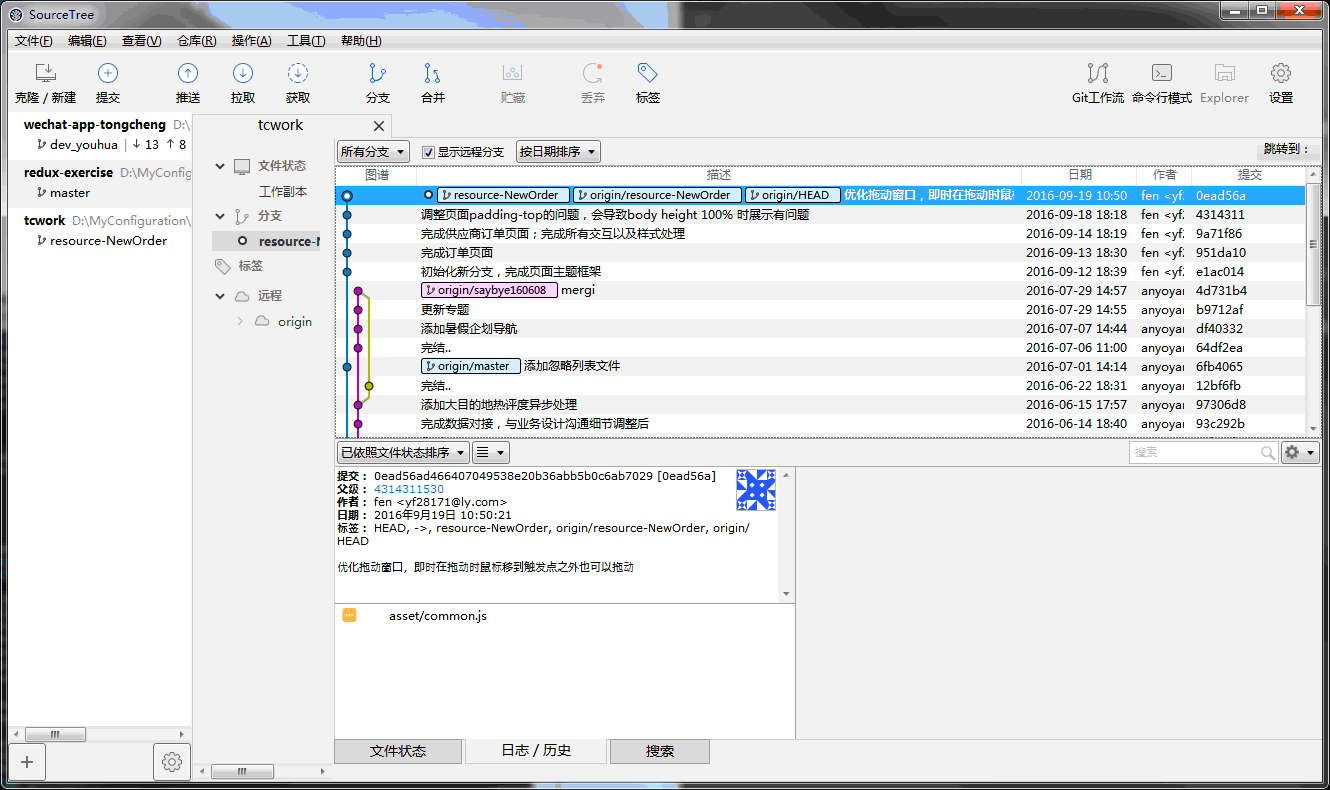 SourceTree
文件(F) 编辑(E) 查看(V) 仓库(R) 操作(A) 工具(T) 帮助(H)
克隆 / 新建 提交 推送 拉取 获取 分支 合并 贮藏 丢弃 标签 Git工作流 命令行模式 Explorer 设置
wechat-app-tongcheng D:\
dev_youhua 13 8
redux-exercise D:\MyConfig
master
tcwork D:\MyConfiguration\
resource-NewOrder
tcwork
文件状态
工作副本
分支
resource-N
标签
远程
origin
所有分支 显示远程分支 按日期排序 跳转到：
图谱 描述 日期 作者 提交
resource-NewOrder origin/resource-NewOrder origin/HEAD 优化拖动窗口，即时在拖动时鼠标 2016-09-19 10:50 fen <yf2 0ead56a
调整页面padding-top的问题，会导致body height 100% 时展示有问题 2016-09-18 18:18 fen <yf2 4314311
完成供应商订单页面；完成所有交互以及样式处理 2016-09-14 18:19 fen <yf2 9a71f86
完成订单页面 2016-09-13 18:30 fen <yf2 951da10
初始化新分支，完成页面主题框架 2016-09-12 18:39 fen <yf2 e1ac014
origin/saybye160608 mergi 2016-07-29 14:57 anyoyar 4d731b4
更新专题 2016-07-29 14:55 anyoyar b9712af
添加暑假企划导航 2016-07-07 14:44 anyoyar df40332
完结.. 2016-07-06 11:00 anyoyar 64df2ea
origin/master 添加忽略列表文件 2016-07-01 14:14 anyoyar 6fb4065
完结.. 2016-06-22 18:31 anyoyar 12bf6fb
添加大目的地热评度异步处理 2016-06-15 17:57 anyoyar 97306d8
完成数据对接，与业务设计沟通细节调整后 2016-06-14 18:40 anyoyar 93c292b
已依照文件状态排序 搜索
提交： 0ead56ad466407049538e20b36abb5b0c6ab7029 [0ead56a]
父级： 4314311530
作者： fen <yf28171@ly.com>
日期： 2016年9月19日 10:50:21
标签： HEAD, ->, resource-NewOrder, origin/resource-NewOrder, origin/
HEAD
优化拖动窗口，即时在拖动时鼠标移到触发点之外也可以拖动
asset/common.js
文件状态 日志 / 历史 搜索